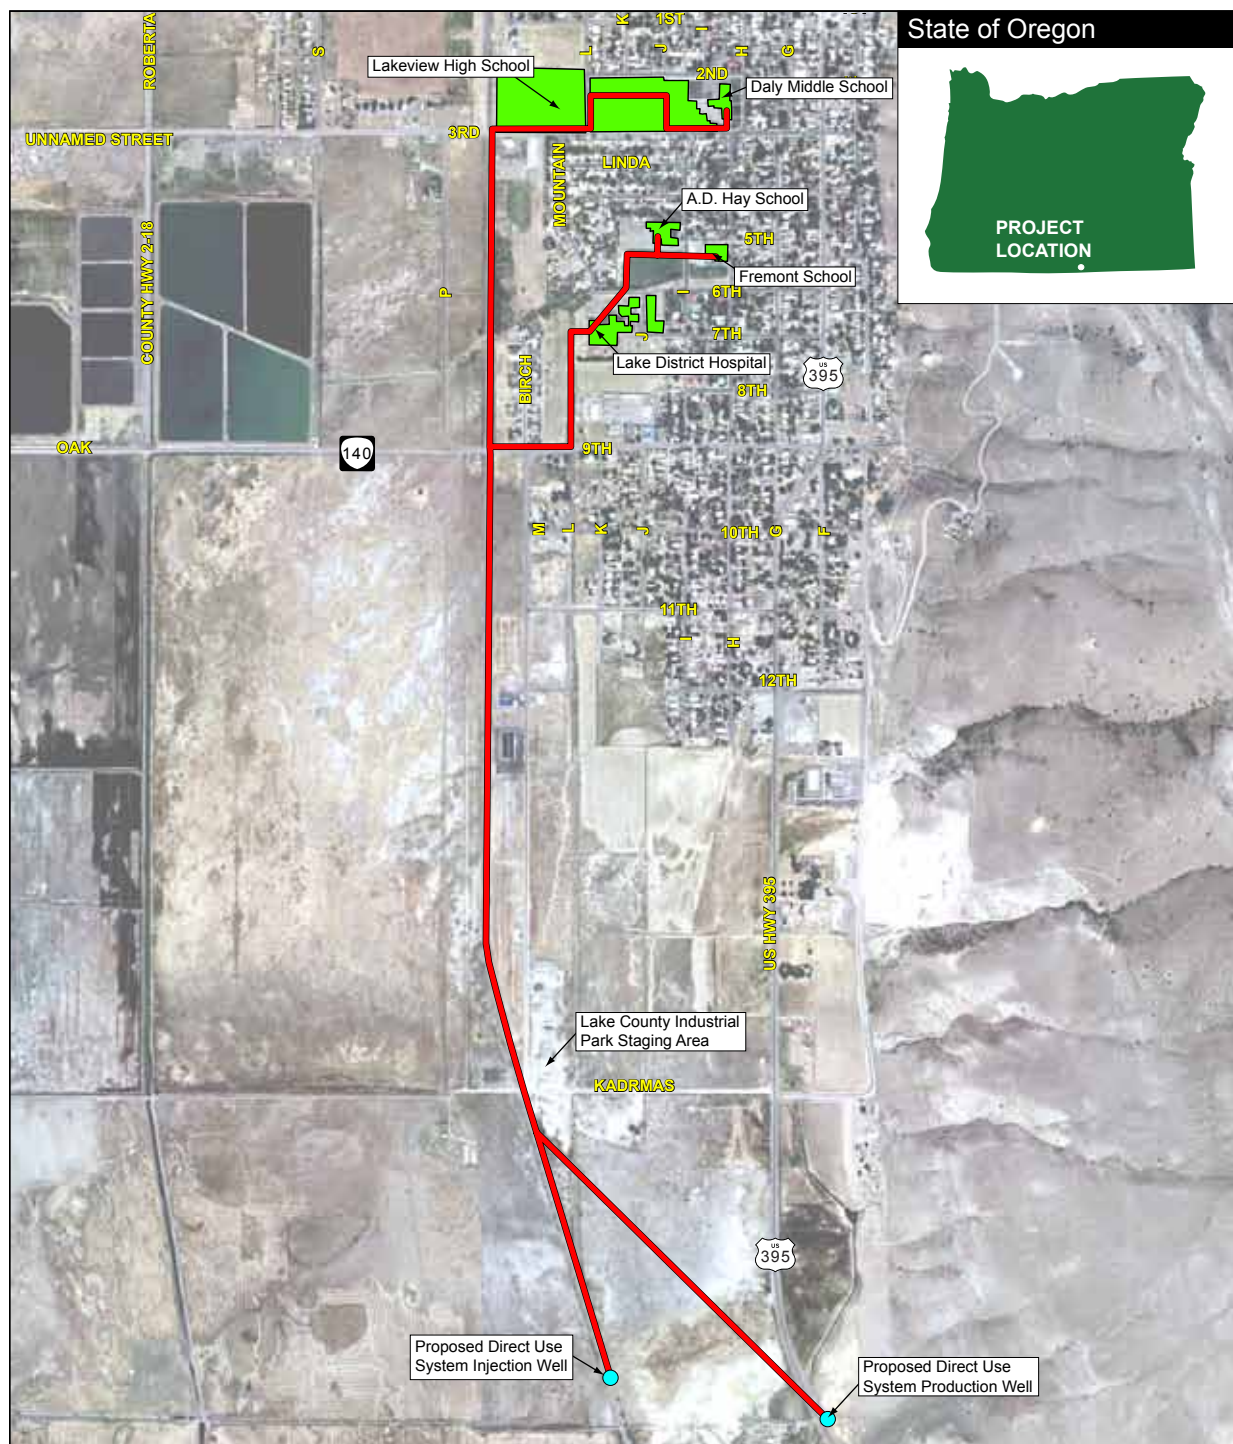 State of Oregon
PROJECT
LOCATION
ROBERTA
S
K
1ST
L
J
I
H
G
2ND
Lakeview High School
Daly Middle School
UNNAMED STREET
3RD
MOUNTAIN
LINDA
A.D. Hay School
5TH
COUNTY HWY 2-18
P
Fremont School
I
6TH
J
7TH
BIRCH
Lake District Hospital
US
395
8TH
OAK
140
9TH
M
L
K
J
10TH
G
F
11TH
I
H
12TH
US HWY 395
Lake County Industrial
Park Staging Area
KADRMAS
US
395
Proposed Direct Use
System Injection Well
Proposed Direct Use
System Production Well